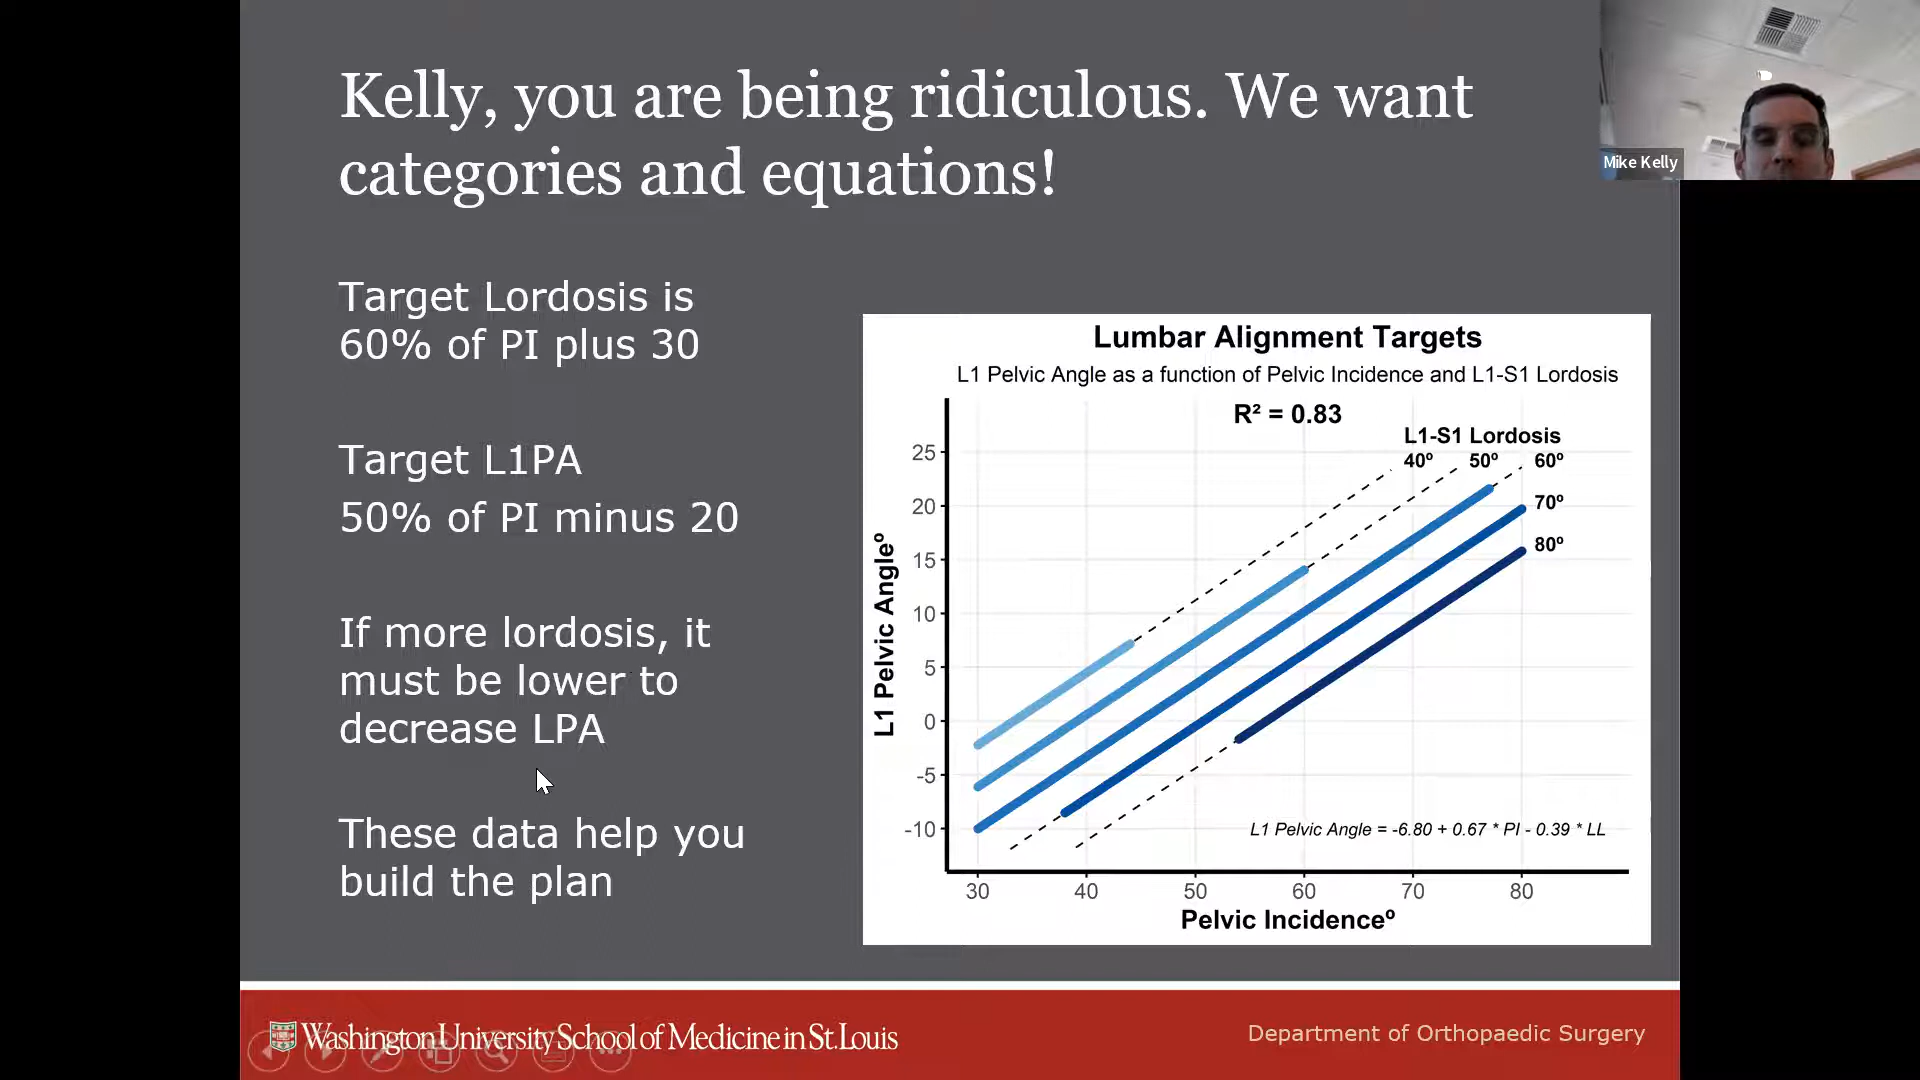 Kelly, you are being ridiculous. We want
categories and equations!
Mike Kelly
Target Lordosis is
60% of PI plus 30
Target L1PA
50% of PI minus 20
If more lordosis, it
must be lower to
decrease LPA
These data help you
build the plan
Lumbar Alignment Targets
L1 Pelvic Angle as a function of Pelvic Incidence and L1-S1 Lordosis
R² = 0.83
L1-S1 Lordosis
40º 50º 60º
70º
80º
25
20
15
10
5
0
-5
-10
L1 Pelvic Angleº
L1 Pelvic Angle = -6.80 + 0.67 * PI - 0.39 * LL
30 40 50 60 70 80
Pelvic Incidenceº
Washington University School of Medicine in St. Louis
Department of Orthopaedic Surgery